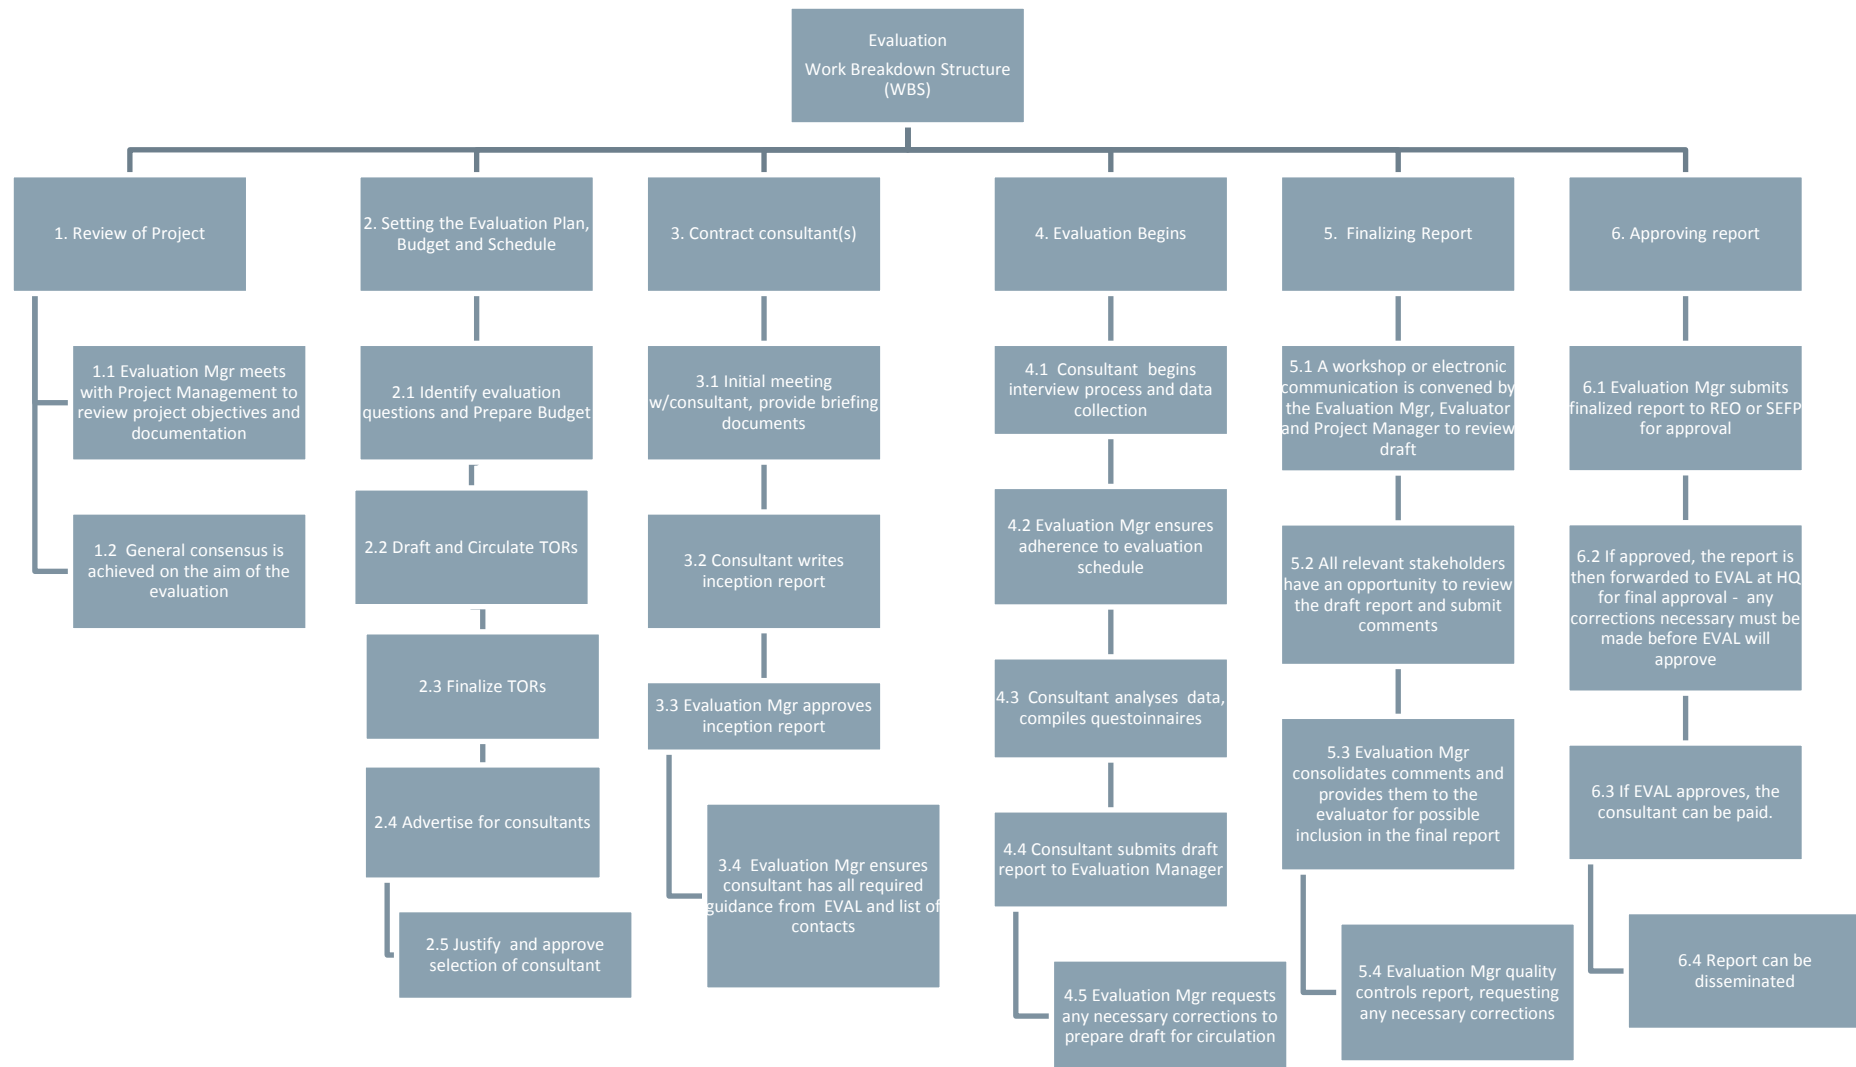 Evaluation
Work Breakdown Structure
(WBS)
1. Review of Project
1.1 Evaluation Mgr meets
with Project Management to
review project objectives and
documentation
1.2 General consensus is
achieved on the aim of the
evaluation
2. Setting the Evaluation Plan,
Budget and Schedule
2.1 Identify evaluation
questions and Prepare Budget
2.2 Draft and Circulate TORs
2.3 Finalize TORs
2.4 Advertise for consultants
2.5 Justify and approve
selection of consultant
3. Contract consultant(s)
3.1 Initial meeting
w/consultant, provide briefing
documents
3.2 Consultant writes
inception report
3.3 Evaluation Mgr approves
inception report
3.4 Evaluation Mgr ensures
consultant has all required
guidance from EVAL and list of
contacts
4. Evaluation Begins
4.1 Consultant begins
interview process and data
collection
4.2 Evaluation Mgr ensures
adherence to evaluation
schedule
4.3 Consultant analyses data,
compiles questoinnaires
4.4 Consultant submits draft
report to Evaluation Manager
4.5 Evaluation Mgr requests
any necessary corrections to
prepare draft for circulation
5. Finalizing Report
5.1 A workshop or electronic
communication is convened by
the Evaluation Mgr, Evaluator
and Project Manager to review
draft
5.2 All relevant stakeholders
have an opportunity to review
the draft report and submit
comments
5.3 Evaluation Mgr
consolidates comments and
provides them to the
evaluator for possible
inclusion in the final report
5.4 Evaluation Mgr quality
controls report, requesting
any necessary corrections
6. Approving report
6.1 Evaluation Mgr submits
finalized report to REO or SEFP
for approval
6.2 If approved, the report is
then forwarded to EVAL at HQ
for final approval - any
corrections necessary must be
made before EVAL will
approve
6.3 If EVAL approves, the
consultant can be paid.
6.4 Report can be
disseminated